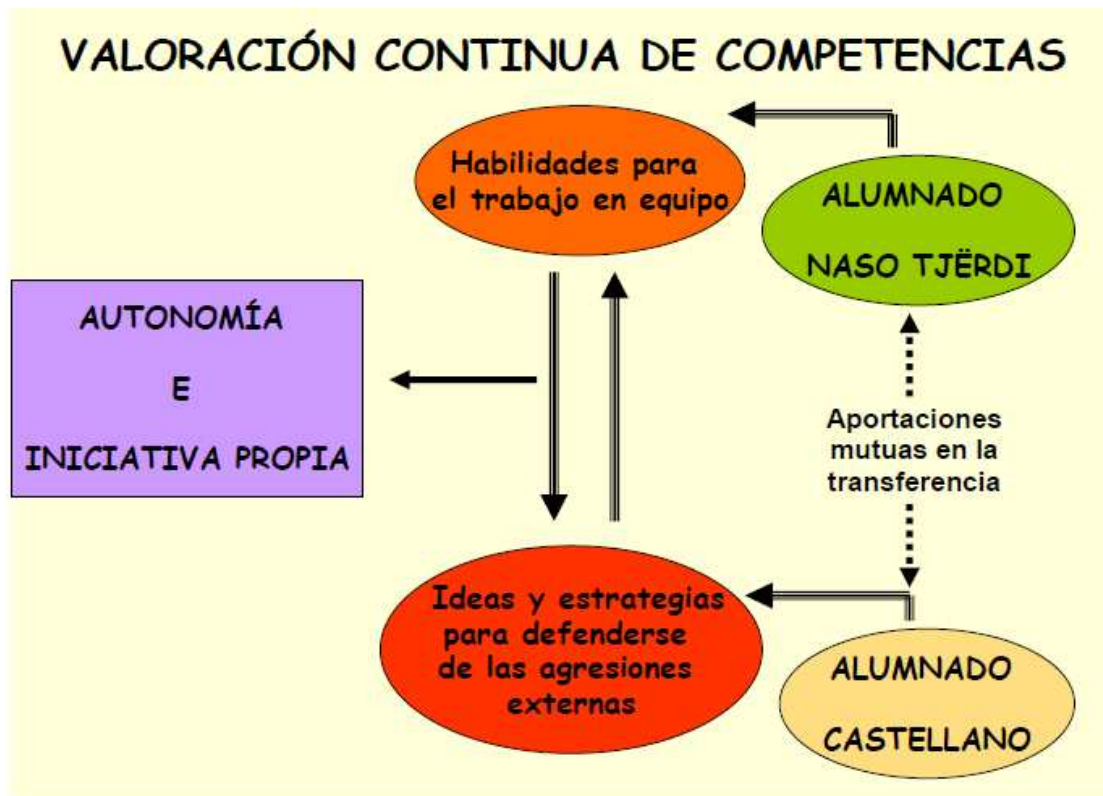 VALORACIÓN CONTINUA DE COMPETENCIAS
Habilidades para
el trabajo en equipo
ALUMNADO
NASO TJËRDI
AUTONOMÍA
E
INICIATIVA PROPIA
Aportaciones
mutuas en la
transferencia
Ideas y estrategias
para defenderse
de las agresiones
externas
ALUMNADO
CASTELLANO